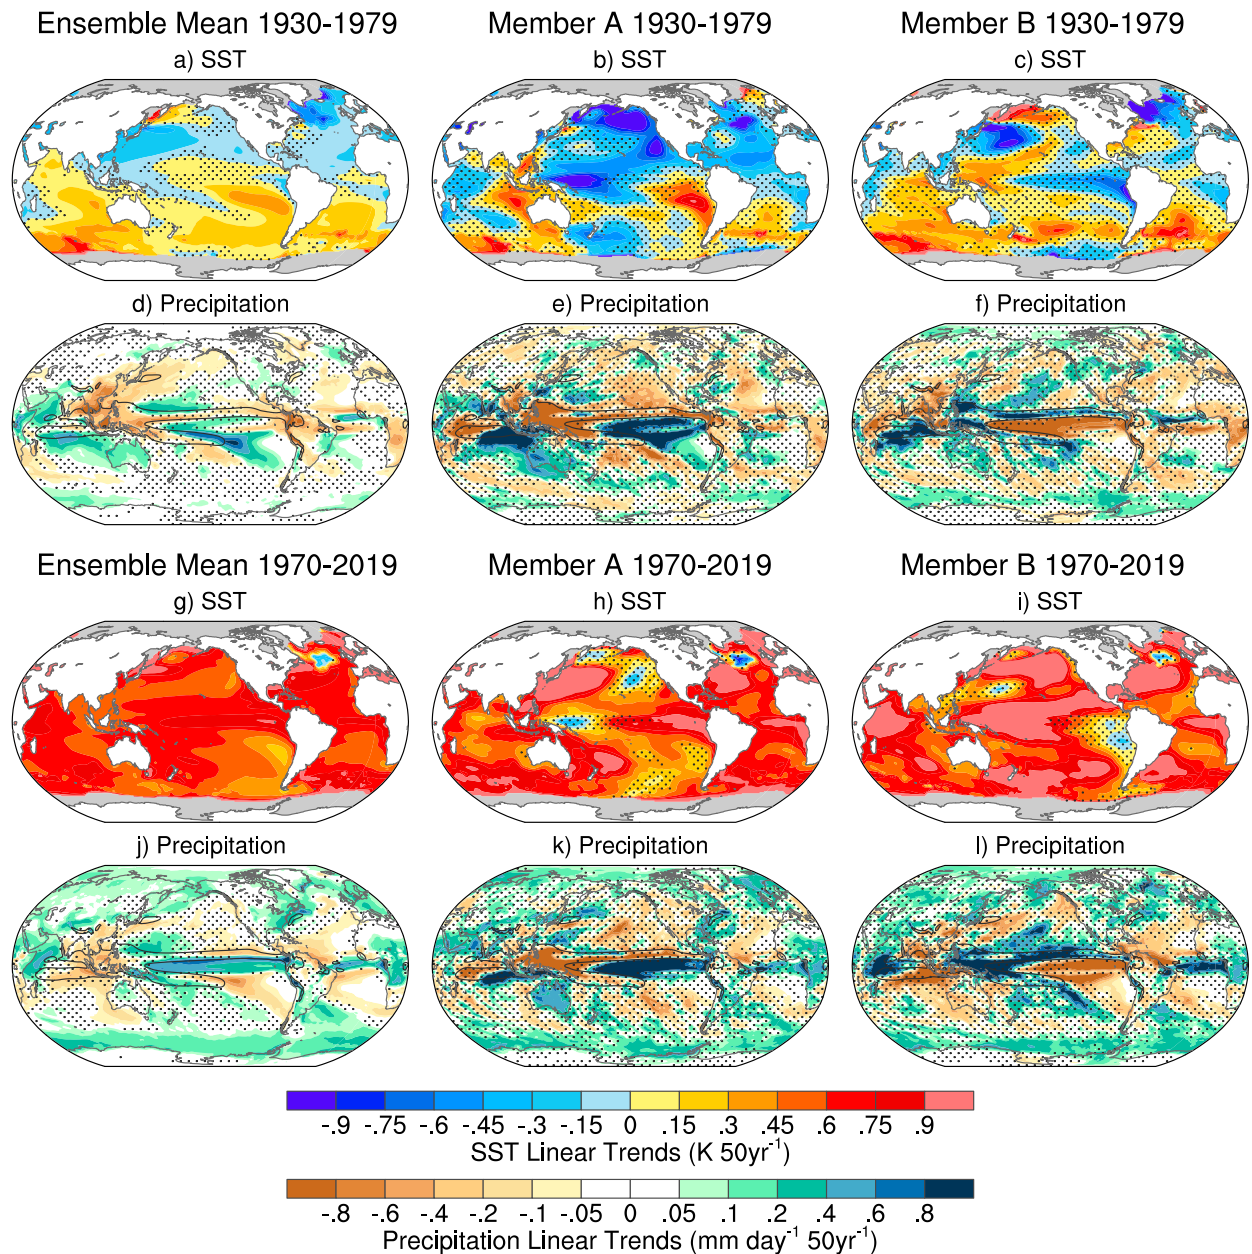 Ensemble Mean 1930-1979
Member A 1930-1979
Member B 1930-1979
a) SST
b) SST
c) SST
d) Precipitation
e) Precipitation
f) Precipitation
Ensemble Mean 1970-2019
Member A 1970-2019
Member B 1970-2019
g) SST
h) SST
i) SST
j) Precipitation
k) Precipitation
l) Precipitation
-.9 -.75 -.6 -.45 -.3 -.15 0 .15 .3 .45 .6 .75 .9
SST Linear Trends (K 50yr⁻¹)
-.8 -.6 -.4 -.2 -.1 -.05 0 .05 .1 .2 .4 .6 .8
Precipitation Linear Trends (mm day⁻¹ 50yr⁻¹)